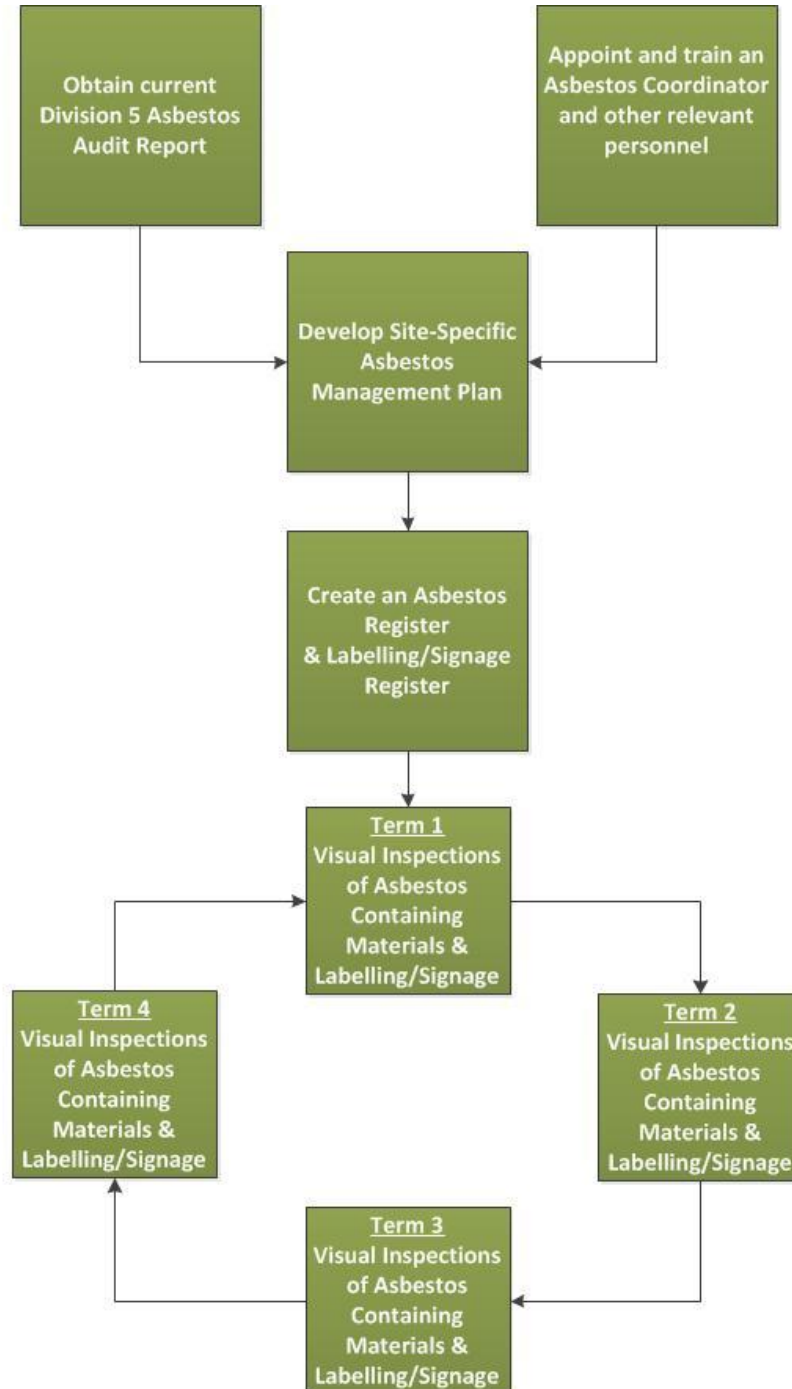 Obtain current
Division 5 Asbestos
Audit Report
Appoint and train an
Asbestos Coordinator
and other relevant
personnel
Develop Site-Specific
Asbestos
Management Plan
Create an Asbestos
Register
& Labelling/Signage
Register
Term 1
Visual Inspections
of Asbestos
Containing
Materials &
Labelling/Signage
Term 2
Visual Inspections
of Asbestos
Containing
Materials &
Labelling/Signage
Term 3
Visual Inspections
of Asbestos
Containing
Materials &
Labelling/Signage
Term 4
Visual Inspections
of Asbestos
Containing
Materials &
Labelling/Signage